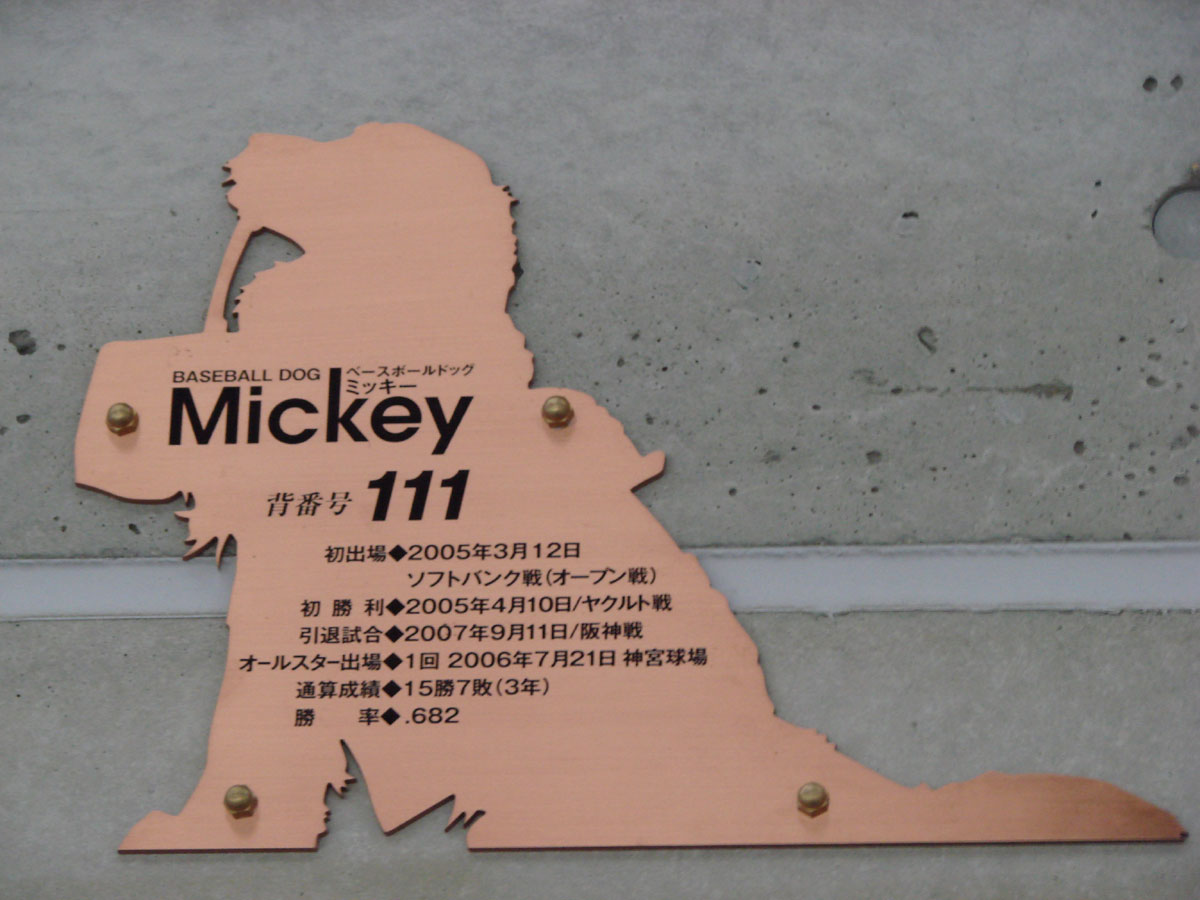 BASEBALL DOG ベースボールドッグ
Mickey ミッキー
背番号 111
初出場◆2005年3月12日
ソフトバンク戦(オープン戦)
初勝利◆2005年4月10日/ヤクルト戦
引退試合◆2007年9月11日/阪神戦
オールスター出場◆1回 2006年7月21日 神宮球場
通算成績◆15勝7敗(3年)
勝率◆.682